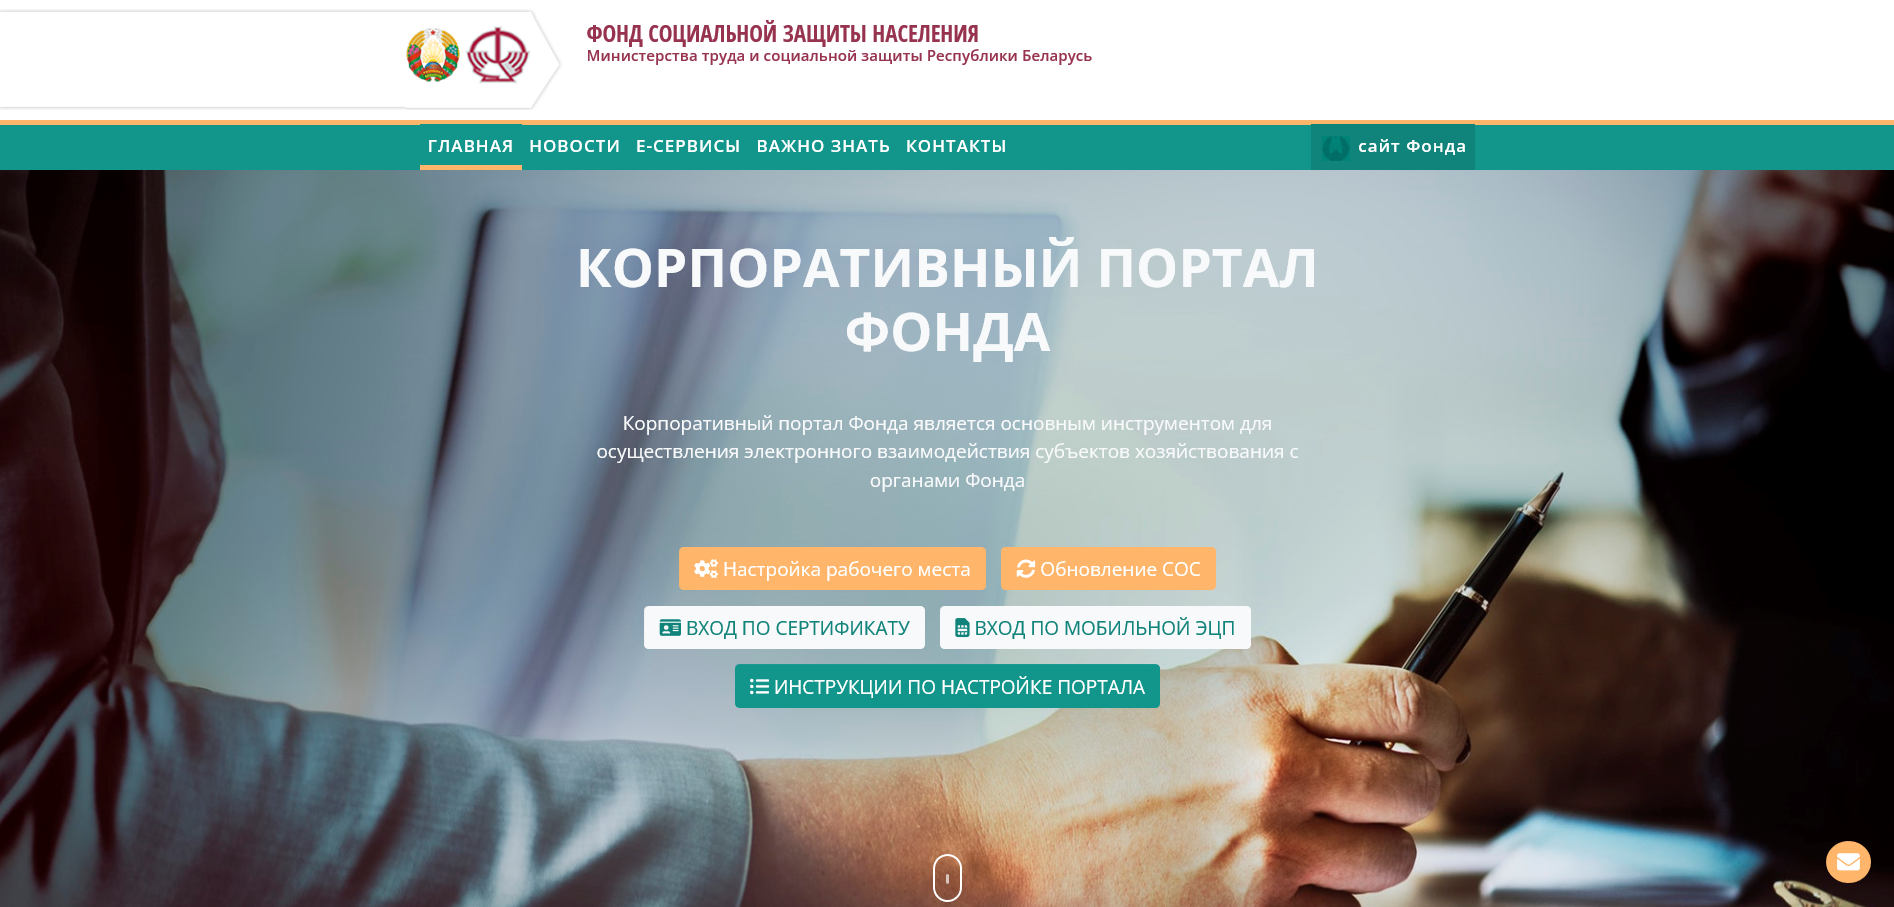 ФОНД СОЦИАЛЬНОЙ ЗАЩИТЫ НАСЕЛЕНИЯ
Министерства труда и социальной защиты Республики Беларусь
ГЛАВНАЯ НОВОСТИ Е-СЕРВИСЫ ВАЖНО ЗНАТЬ КОНТАКТЫ сайт Фонда
КОРПОРАТИВНЫЙ ПОРТАЛ
ФОНДА
Корпоративный портал Фонда является основным инструментом для
осуществления электронного взаимодействия субъектов хозяйствования с
органами Фонда
Настройка рабочего места Обновление СОС
ВХОД ПО СЕРТИФИКАТУ ВХОД ПО МОБИЛЬНОЙ ЭЦП
ИНСТРУКЦИИ ПО НАСТРОЙКЕ ПОРТАЛА